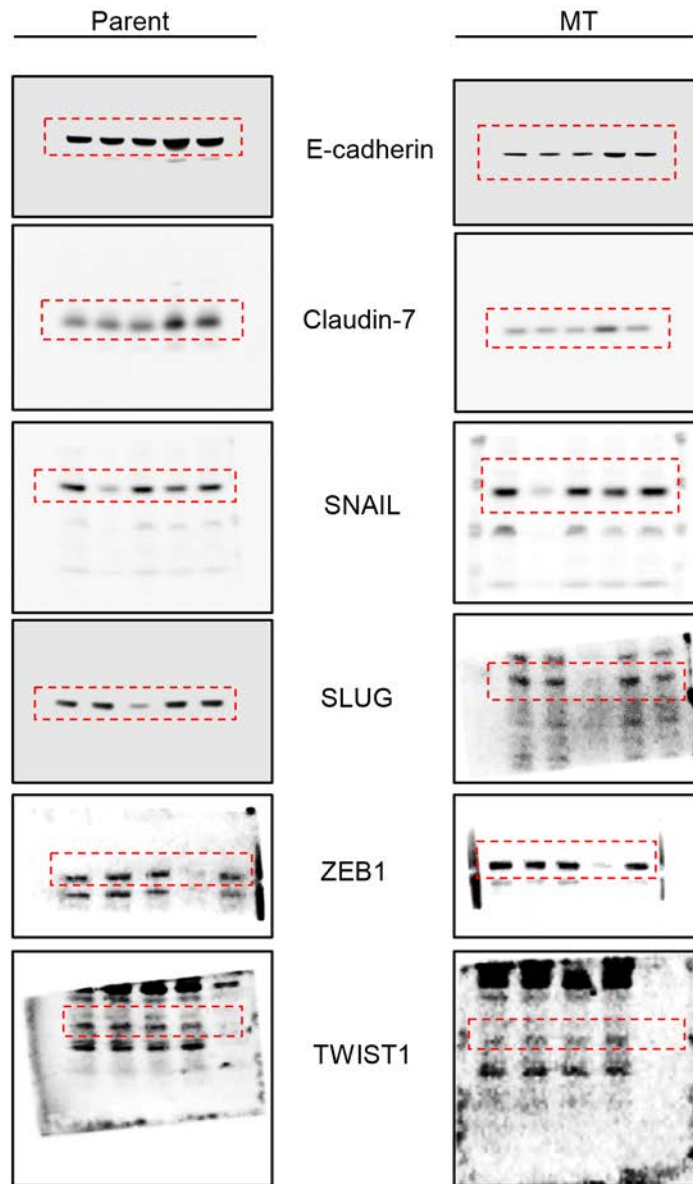 Parent MT
E-cadherin
Claudin-7
SNAIL
SLUG
ZEB1
TWIST1